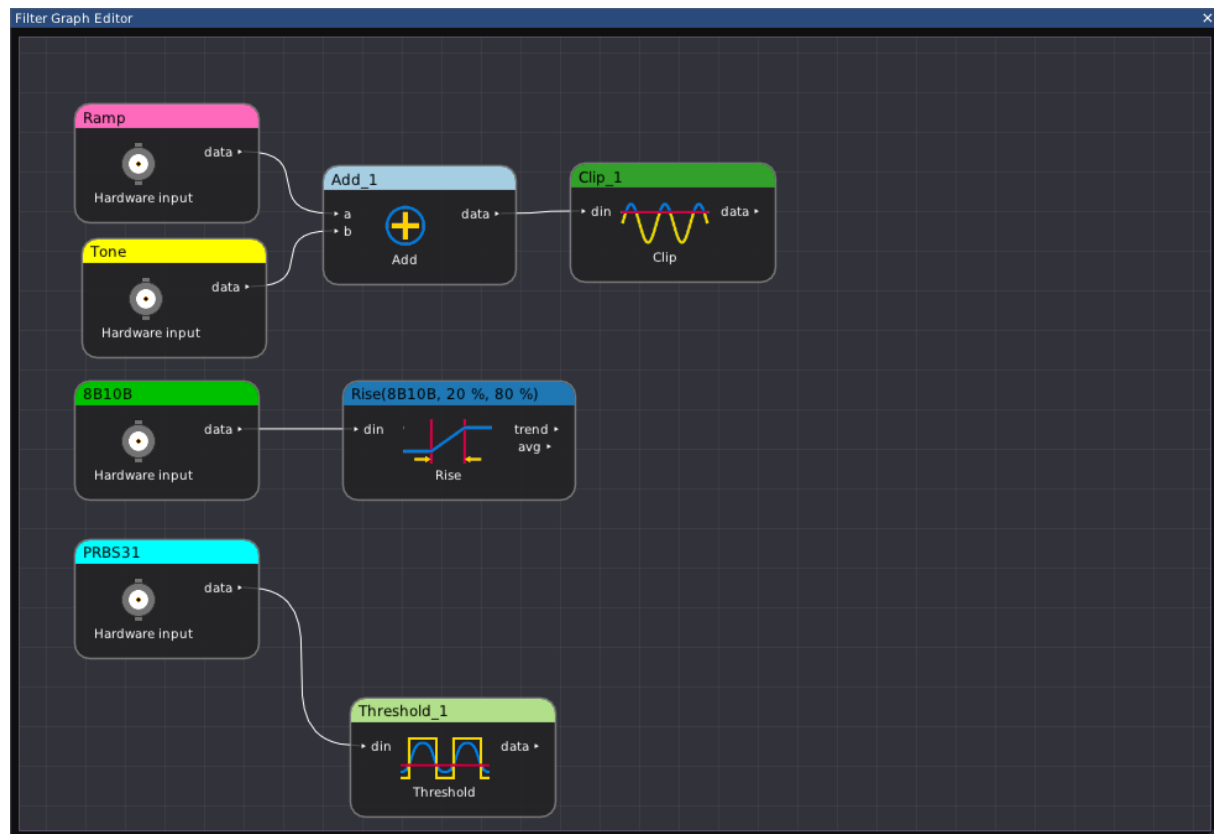 Filter Graph Editor
Ramp
data
Hardware input
Tone
data
Hardware input
Add_1
a
b
data
Add
Clip_1
din
data
Clip
8B10B
data
Hardware input
Rise(8B10B, 20 %, 80 %)
din
trend
avg
Rise
PRBS31
data
Hardware input
Threshold_1
din
data
Threshold